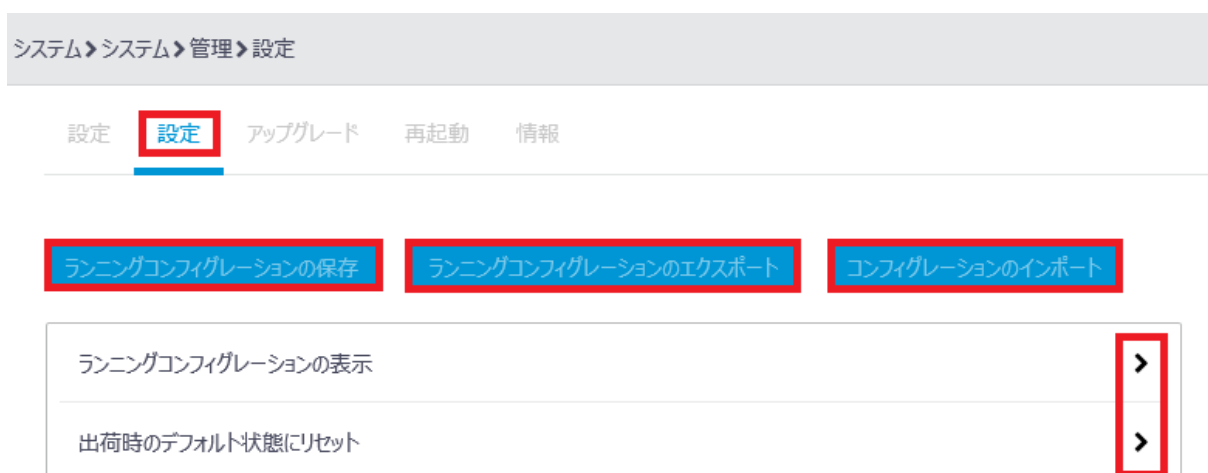 システム>システム>管理>設定
設定 設定 アップグレード 再起動 情報
ランニングコンフィグレーションの保存 ランニングコンフィグレーションのエクスポート コンフィグレーションのインポート
ランニングコンフィグレーションの表示
出荷時のデフォルト状態にリセット